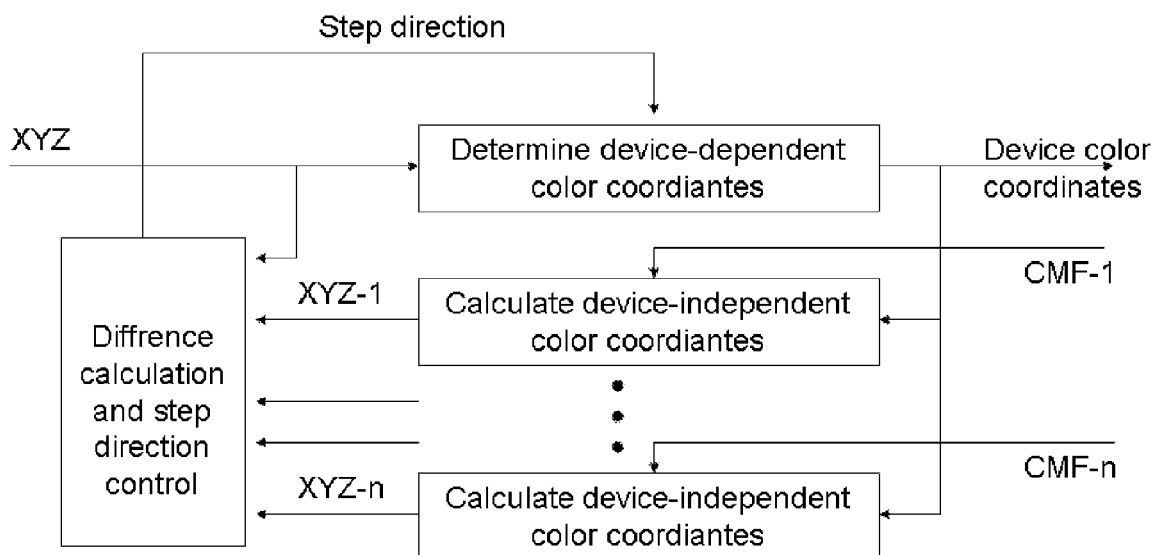 Step direction
XYZ
Determine device-dependent
color coordiantes
Device color
coordinates
CMF-1
XYZ-1
Calculate device-independent
color coordiantes
Diffrence
calculation
and step
direction
control
CMF-n
XYZ-n
Calculate device-independent
color coordiantes